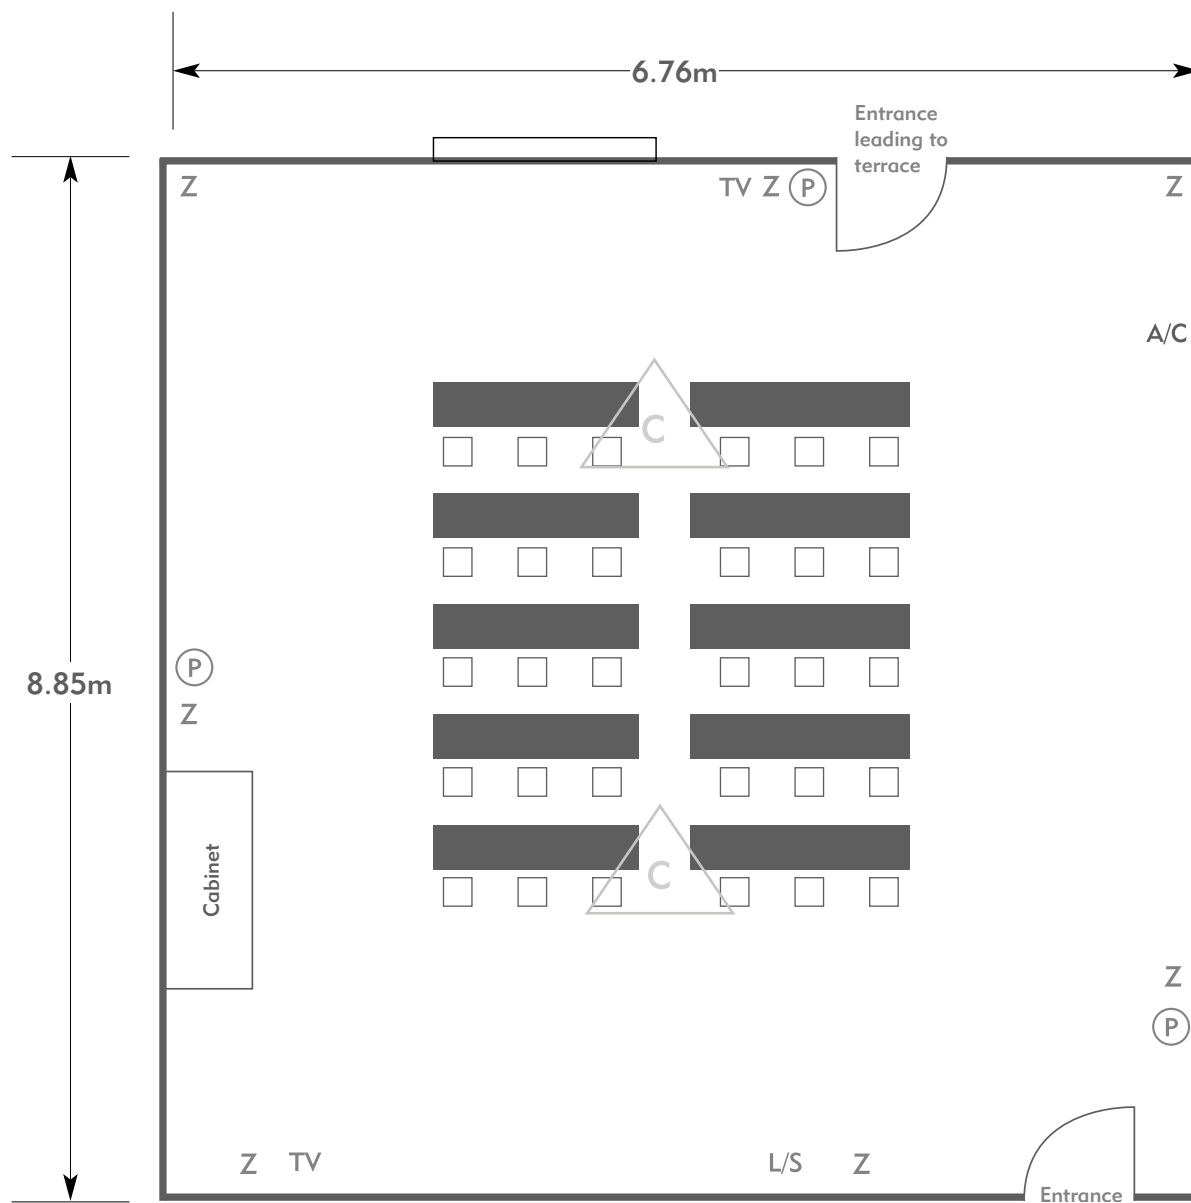 6.76m
Entrance
leading to
terrace
Z
TV Z P
Z
A/C
C
P
8.85m
Z
Cabinet
C
Z
P
Z TV
L/S Z
Entrance